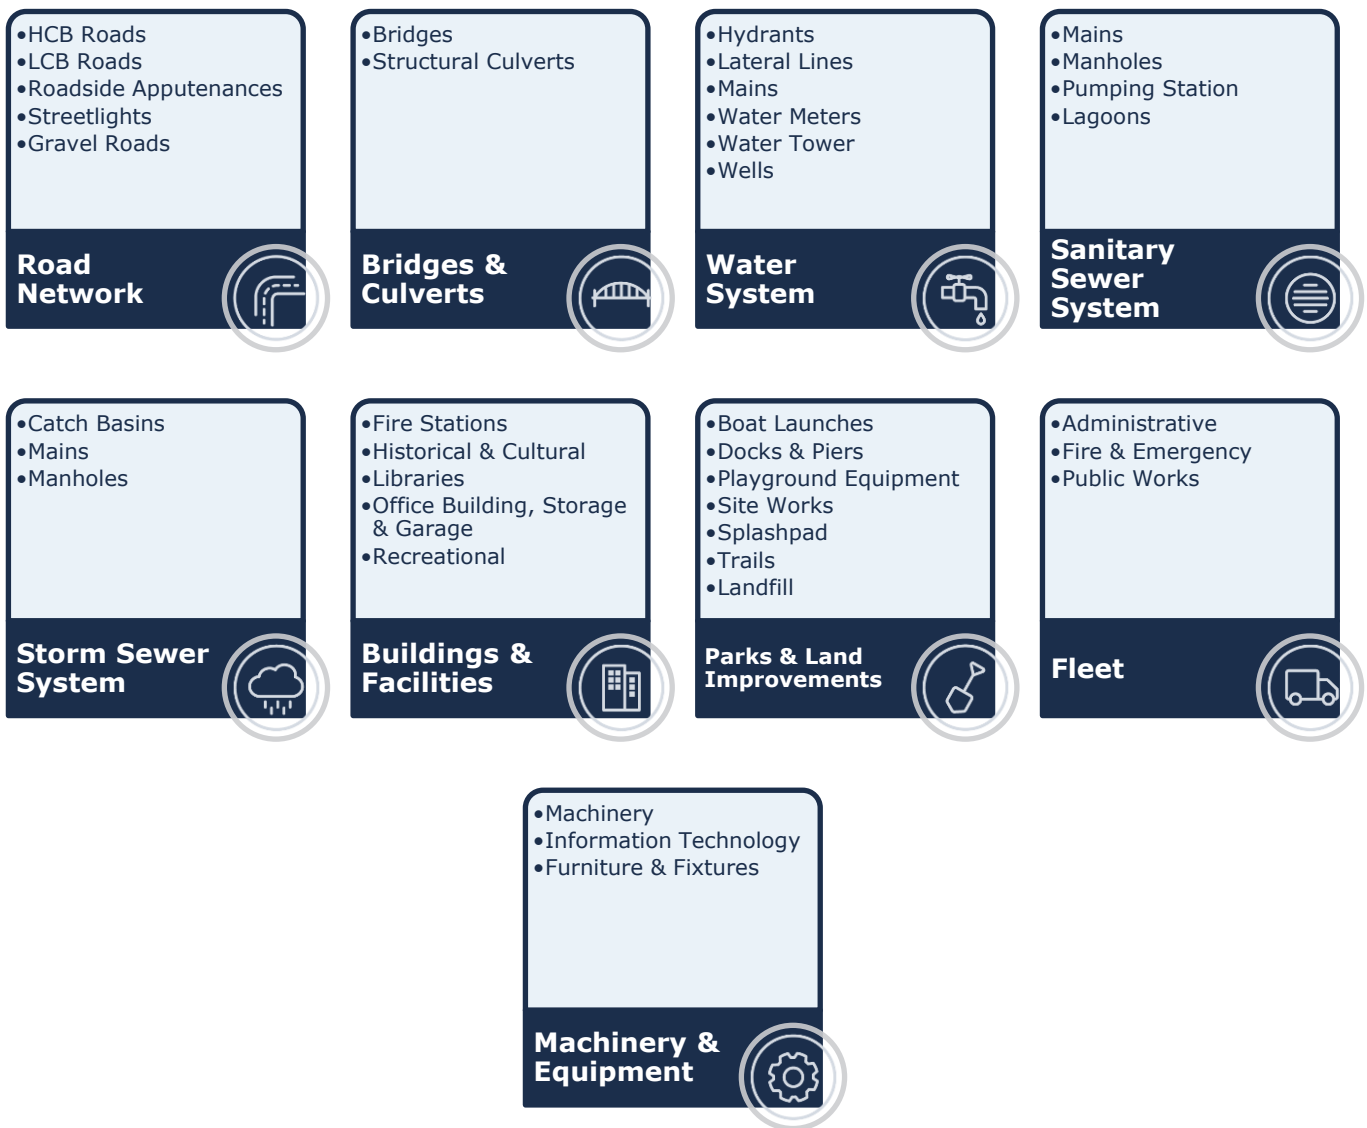 •HCB Roads
•LCB Roads
•Roadside Apputenances
•Streetlights
•Gravel Roads
Road
Network
•Bridges
•Structural Culverts
Bridges &
Culverts
•Hydrants
•Lateral Lines
•Mains
•Water Meters
•Water Tower
•Wells
Water
System
•Mains
•Manholes
•Pumping Station
•Lagoons
Sanitary
Sewer
System
•Catch Basins
•Mains
•Manholes
Storm Sewer
System
•Fire Stations
•Historical & Cultural
•Libraries
•Office Building, Storage
& Garage
•Recreational
Buildings &
Facilities
•Boat Launches
•Docks & Piers
•Playground Equipment
•Site Works
•Splashpad
•Trails
•Landfill
Parks & Land
Improvements
•Administrative
•Fire & Emergency
•Public Works
Fleet
•Machinery
•Information Technology
•Furniture & Fixtures
Machinery &
Equipment